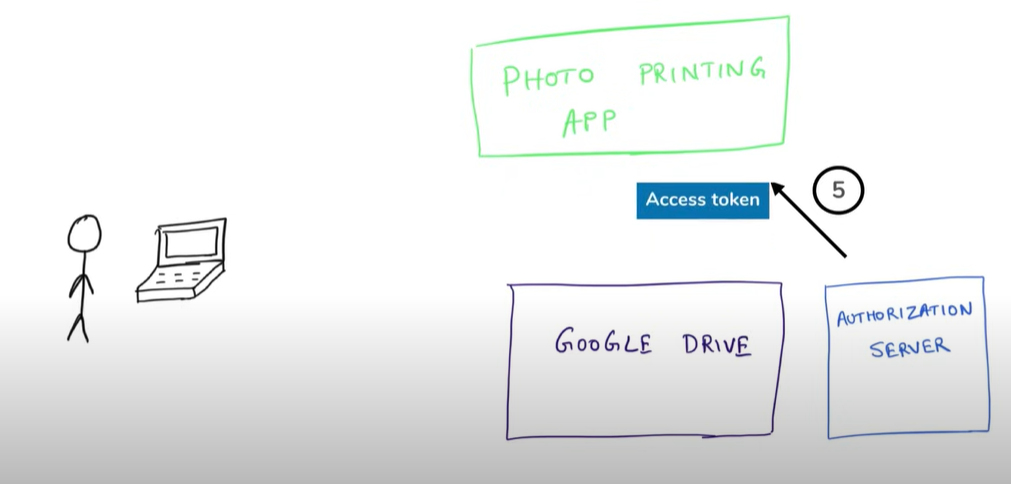 PHOTO PRINTING
APP
Access token
5
GOOGLE DRIVE
AUTHORIZATION
SERVER